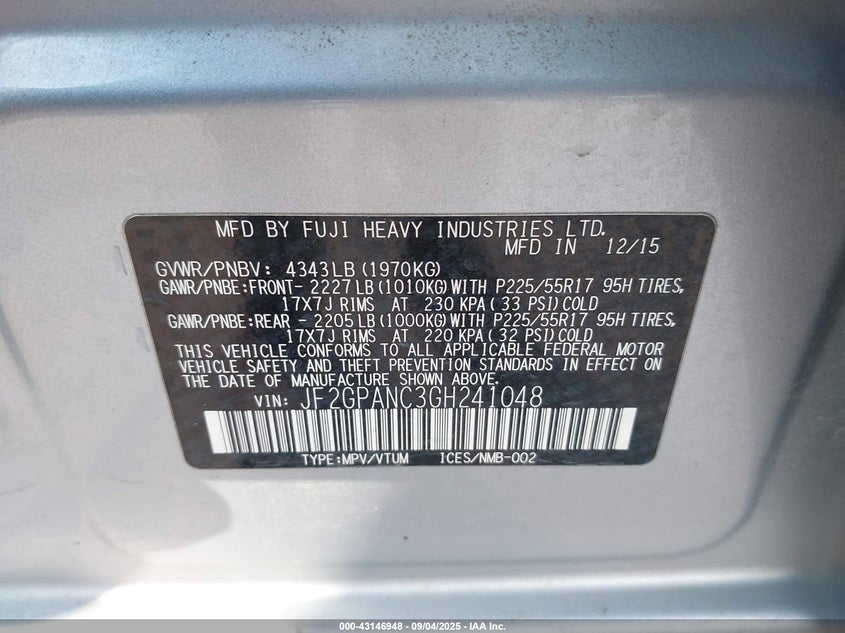 MFD BY FUJI HEAVY INDUSTRIES LTD.
MFD IN 12/15
GVWR/PNBV: 4343LB (1970KG)
GAWR/PNBE:FRONT- 2227LB (1010KG) WITH P225/55R17 95H TIRES,
17X7J RIMS AT 230 KPA ( 33 PSI) COLD
GAWR/PNBE:REAR - 2205LB (1000KG) WITH P225/55R17 95H TIRES,
17X7J RIMS AT 220 KPA ( 32 PSI) COLD
THIS VEHICLE CONFORMS TO ALL APPLICABLE FEDERAL MOTOR
VEHICLE SAFETY AND THEFT PREVENTION STANDARDS IN EFFECT ON
THE DATE OF MANUFACTURE SHOWN ABOVE.
VIN: JF2GPANC3GH241048
TYPE:MPV/VTUM ICES/NMB-002
000-43146948 - 09/04/2025 - IAA Inc.